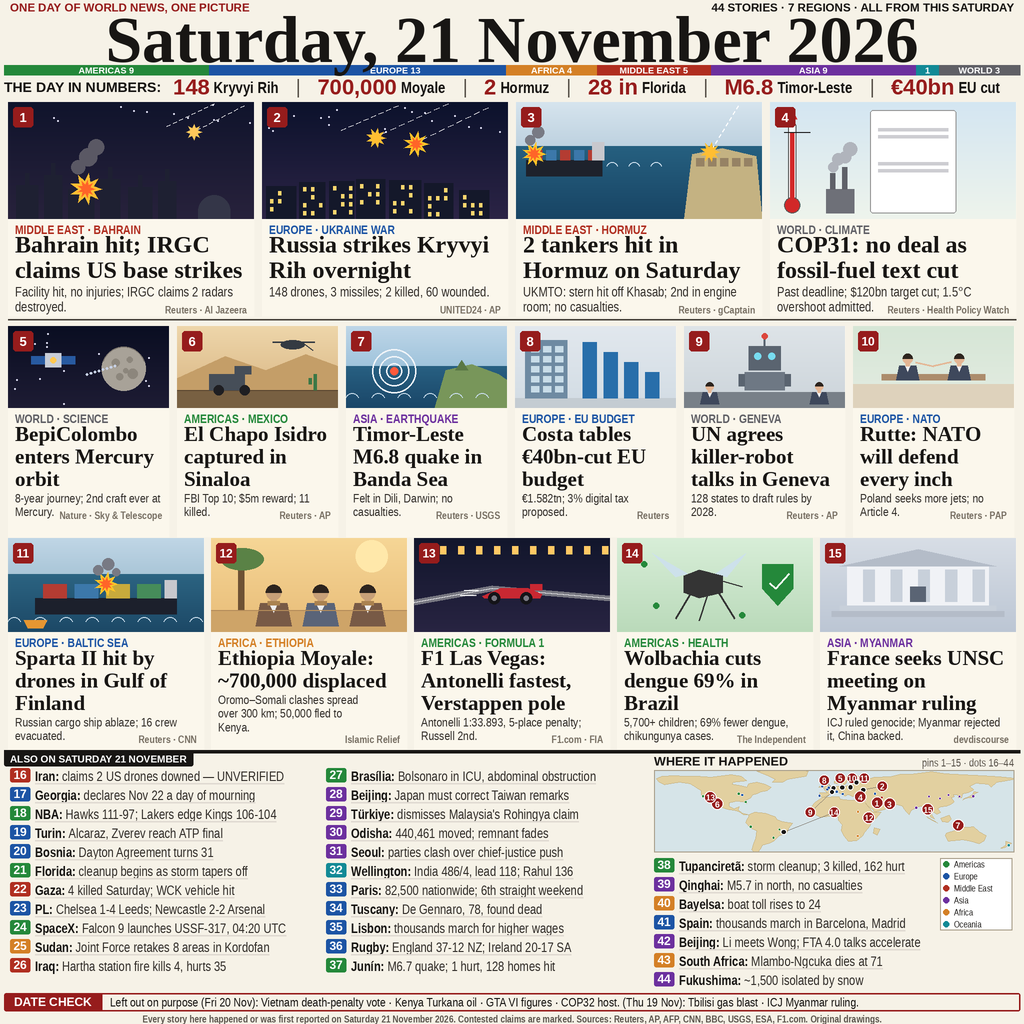 ONE DAY OF WORLD NEWS, ONE PICTURE
44 STORIES · 7 REGIONS · ALL FROM THIS SATURDAY
Saturday, 21 November 2026
AMERICAS 9 EUROPE 13 AFRICA 4 MIDDLE EAST 5 ASIA 9 1 WORLD 3
THE DAY IN NUMBERS: 148 Kryvyi Rih | 700,000 Moyale | 2 Hormuz | 28 in Florida | M6.8 Timor-Leste | €40bn EU cut
1
MIDDLE EAST · BAHRAIN
Bahrain hit; IRGC
claims US base strikes
Facility hit, no injuries; IRGC claims 2 radars
destroyed.
Reuters · Al Jazeera
2
EUROPE · UKRAINE WAR
Russia strikes Kryvyi
Rih overnight
148 drones, 3 missiles; 2 killed, 60 wounded.
UNITED24 · AP
3
MIDDLE EAST · HORMUZ
2 tankers hit in
Hormuz on Saturday
UKMTO: stern hit off Khasab; 2nd in engine
room; no casualties.
Reuters · gCaptain
4
WORLD · CLIMATE
COP31: no deal as
fossil-fuel text cut
Past deadline; $120bn target cut; 1.5°C
overshoot admitted.
Reuters · Health Policy Watch
5
WORLD · SCIENCE
BepiColombo
enters Mercury
orbit
8-year journey; 2nd craft ever at
Mercury.
Nature · Sky & Telescope
6
AMERICAS · MEXICO
El Chapo Isidro
captured in
Sinaloa
FBI Top 10; $5m reward; 11
killed.
Reuters · AP
7
ASIA · EARTHQUAKE
Timor-Leste
M6.8 quake in
Banda Sea
Felt in Dili, Darwin; no
casualties.
Reuters · USGS
8
EUROPE · EU BUDGET
Costa tables
€40bn-cut EU
budget
€1.582tn; 3% digital tax
proposed.
Reuters
9
WORLD · GENEVA
UN agrees
killer-robot
talks in Geneva
128 states to draft rules by
2028.
Reuters · AP
10
EUROPE · NATO
Rutte: NATO
will defend
every inch
Poland seeks more jets; no
Article 4.
Reuters · PAP
11
EUROPE · BALTIC SEA
Sparta II hit by
drones in Gulf of
Finland
Russian cargo ship ablaze; 16 crew
evacuated.
Reuters · CNN
12
AFRICA · ETHIOPIA
Ethiopia Moyale:
~700,000 displaced
Oromo–Somali clashes spread
over 300 km; 50,000 fled to
Kenya.
Islamic Relief
13
AMERICAS · FORMULA 1
F1 Las Vegas:
Antonelli fastest,
Verstappen pole
Antonelli 1:33.893, 5-place penalty;
Russell 2nd.
F1.com · FIA
14
AMERICAS · HEALTH
Wolbachia cuts
dengue 69% in
Brazil
5,700+ children; 69% fewer dengue,
chikungunya cases.
The Independent
15
ASIA · MYANMAR
France seeks UNSC
meeting on
Myanmar ruling
ICJ ruled genocide; Myanmar rejected
it, China backed.
devdiscourse
ALSO ON SATURDAY 21 NOVEMBER
16 Iran: claims 2 US drones downed — UNVERIFIED
17 Georgia: declares Nov 22 a day of mourning
18 NBA: Hawks 111-97; Lakers edge Kings 106-104
19 Turin: Alcaraz, Zverev reach ATP final
20 Bosnia: Dayton Agreement turns 31
21 Florida: cleanup begins as storm tapers off
22 Gaza: 4 killed Saturday; WCK vehicle hit
23 PL: Chelsea 1-4 Leeds; Newcastle 2-2 Arsenal
24 SpaceX: Falcon 9 launches USSF-317, 04:20 UTC
25 Sudan: Joint Force retakes 8 areas in Kordofan
26 Iraq: Hartha station fire kills 4, hurts 35
27 Brasília: Bolsonaro in ICU, abdominal obstruction
28 Beijing: Japan must correct Taiwan remarks
29 Türkiye: dismisses Malaysia's Rohingya claim
30 Odisha: 440,461 moved; remnant fades
31 Seoul: parties clash over chief-justice push
32 Wellington: India 486/4, lead 118; Rahul 136
33 Paris: 82,500 nationwide; 6th straight weekend
34 Tuscany: De Gennaro, 78, found dead
35 Lisbon: thousands march for higher wages
36 Rugby: England 37-12 NZ; Ireland 20-17 SA
37 Junín: M6.7 quake; 1 hurt, 128 homes hit
WHERE IT HAPPENED
pins 1–15 · dots 16–44
8 5 10 11 2 13 6 4 1 3 9 14 12 15 7
38 Tupanciretã: storm cleanup; 3 killed, 162 hurt
39 Qinghai: M5.7 in north, no casualties
40 Bayelsa: boat toll rises to 24
41 Spain: thousands march in Barcelona, Madrid
42 Beijing: Li meets Wong; FTA 4.0 talks accelerate
43 South Africa: Mlambo-Ngcuka dies at 71
44 Fukushima: ~1,500 isolated by snow
Americas
Europe
Middle East
Asia
Africa
Oceania
DATE CHECK Left out on purpose (Fri 20 Nov): Vietnam death-penalty vote · Kenya Turkana oil · GTA VI figures · COP32 host. (Thu 19 Nov): Tbilisi gas blast · ICJ Myanmar ruling.
Every story here happened or was first reported on Saturday 21 November 2026. Contested claims are marked. Sources: Reuters, AP, AFP, CNN, BBC, USGS, ESA, F1.com. Original drawings.